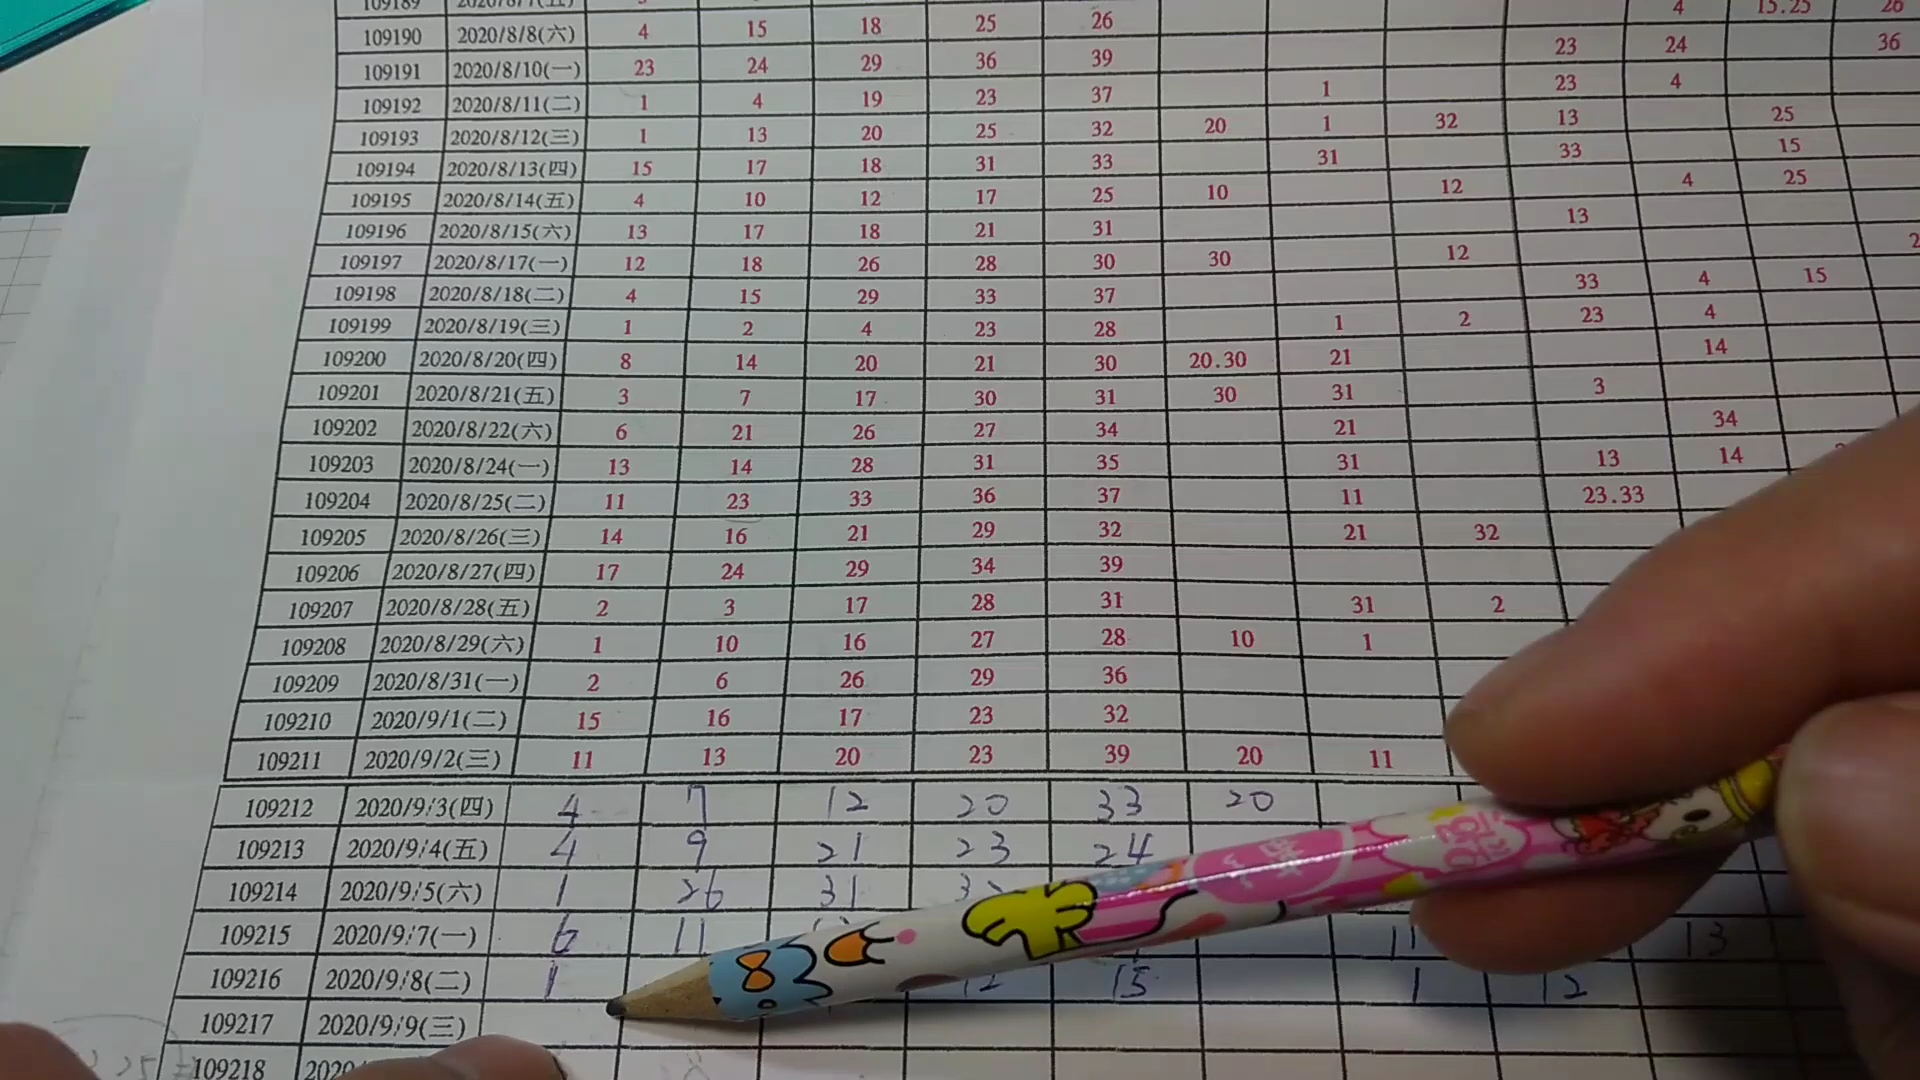 109189 2020/8/7(五)
109190 2020/8/8(六) 4 15 18 25 26 4 15.25 26
109191 2020/8/10(一) 23 24 29 36 39 23 24 36
109192 2020/8/11(二) 1 4 19 23 37 1 23 4
109193 2020/8/12(三) 1 13 20 25 32 20 1 32 13 25
109194 2020/8/13(四) 15 17 18 31 33 31 33 15
109195 2020/8/14(五) 4 10 12 17 25 10 12 4 25
109196 2020/8/15(六) 13 17 18 21 31 13
109197 2020/8/17(一) 12 18 26 28 30 30 12
109198 2020/8/18(二) 4 15 29 33 37 33 4 15
109199 2020/8/19(三) 1 2 4 23 28 1 2 23 4
109200 2020/8/20(四) 8 14 20 21 30 20.30 21 14
109201 2020/8/21(五) 3 7 17 30 31 30 31 3
109202 2020/8/22(六) 6 21 26 27 34 21 34
109203 2020/8/24(一) 13 14 28 31 35 31 13 14
109204 2020/8/25(二) 11 23 33 36 37 11 23.33
109205 2020/8/26(三) 14 16 21 29 32 21 32
109206 2020/8/27(四) 17 24 29 34 39
109207 2020/8/28(五) 2 3 17 28 31 31 2
109208 2020/8/29(六) 1 10 16 27 28 10 1
109209 2020/8/31(一) 2 6 26 29 36
109210 2020/9/1(二) 15 16 17 23 32
109211 2020/9/2(三) 11 13 20 23 39 20 11
109212 2020/9/3(四) 4 7 12 20 33 20
109213 2020/9/4(五) 4 9 21 23 24
109214 2020/9/5(六) 1 26 31
109215 2020/9/7(一) 6 11 11 13
109216 2020/9/8(二) 1 12 15 1 12
109217 2020/9/9(三)
109218